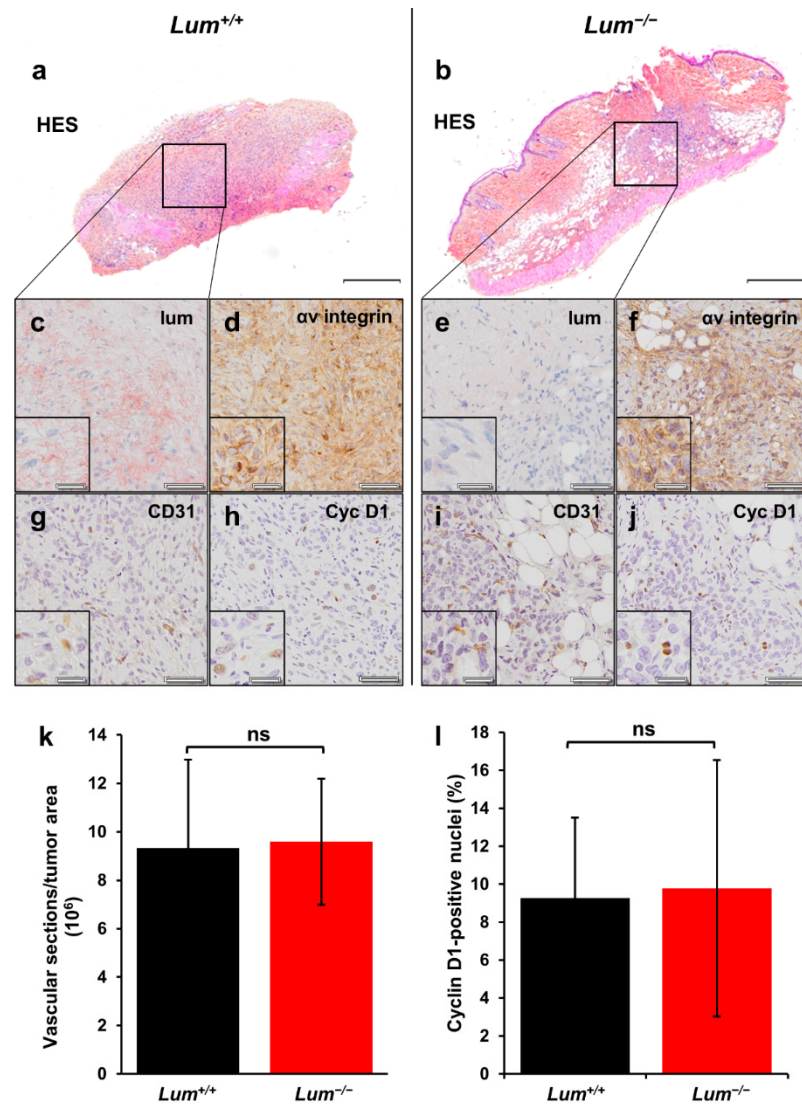 Lum+/+
Lum−/−
a
HES
b
HES
c
lum
d
αv integrin
e
lum
f
αv integrin
g
CD31
h
Cyc D1
i
CD31
j
Cyc D1
k
Vascular sections/tumor area
(10⁶)
14
12
10
8
6
4
2
0
ns
Lum+/+
Lum−/−
l
Cyclin D1-positive nuclei (%)
18
16
14
12
10
8
6
4
2
0
ns
Lum+/+
Lum−/−